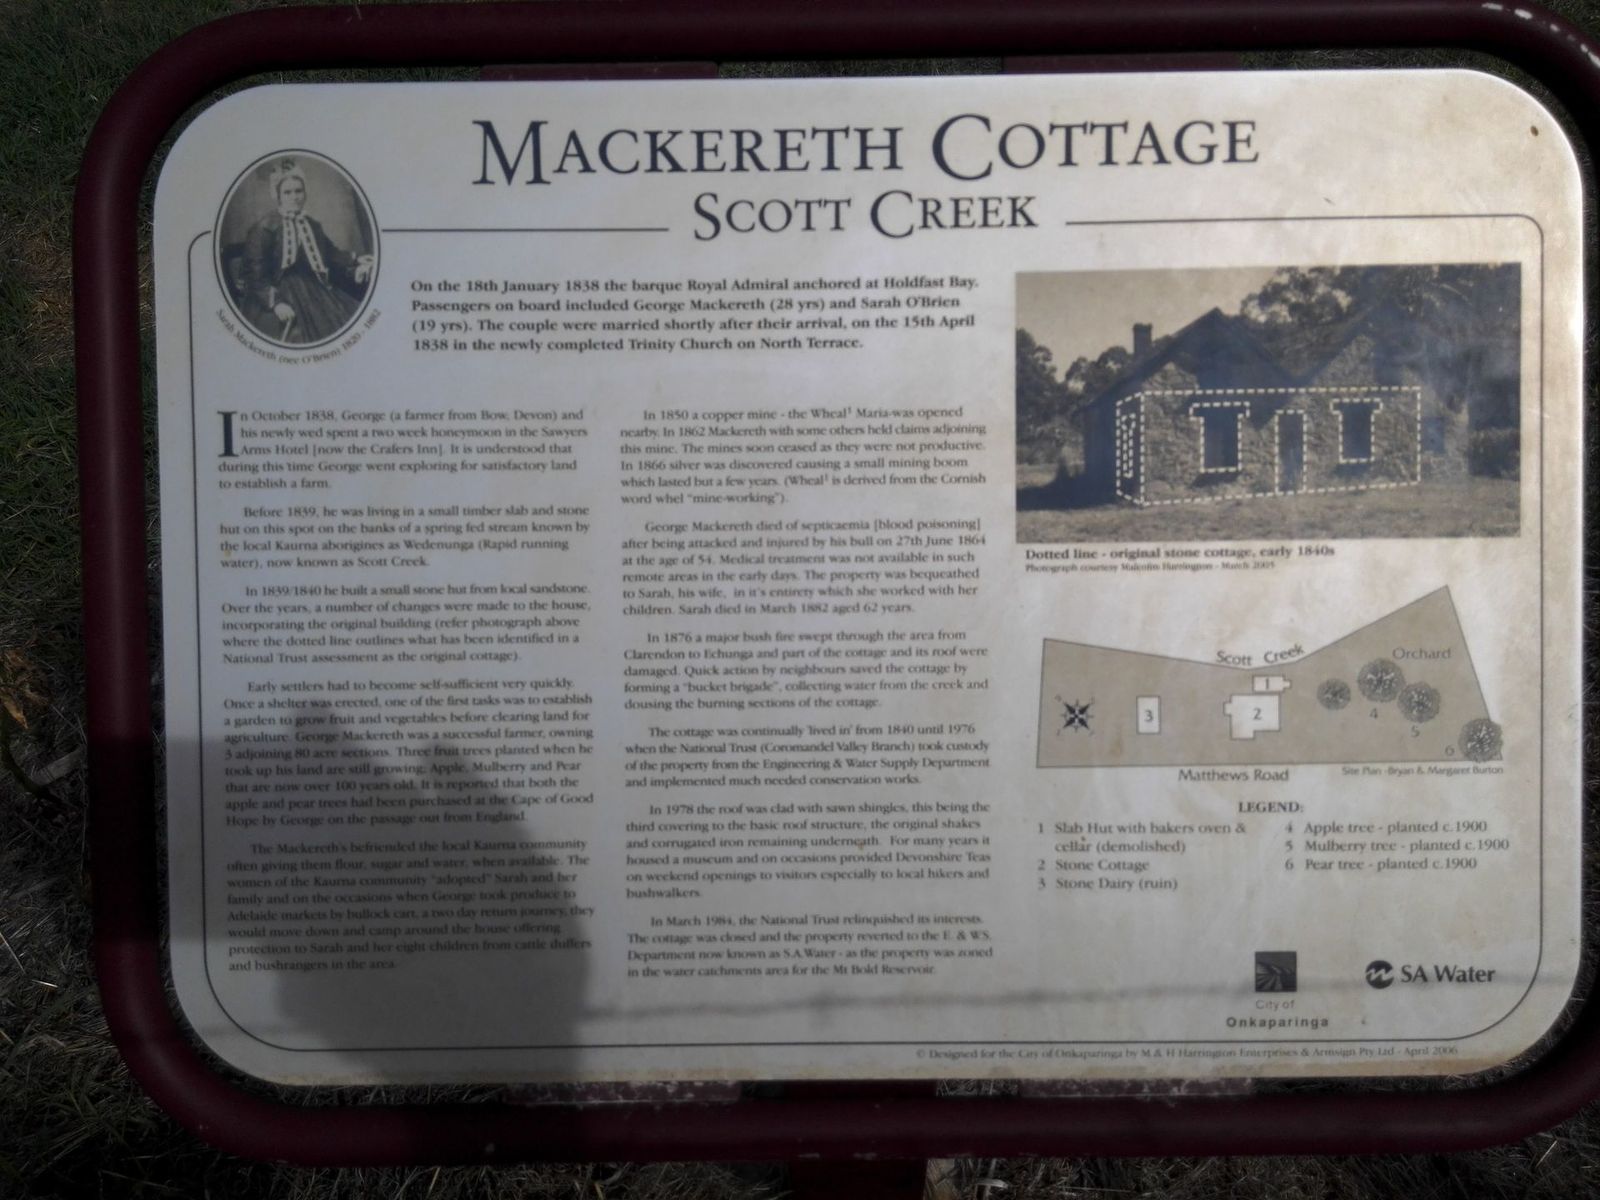 MACKERETH COTTAGE
SCOTT CREEK
Sarah Mackereth (nee O'Brien) 1820 - 1882
On the 18th January 1838 the barque Royal Admiral anchored at Holdfast Bay.
Passengers on board included George Mackereth (28 yrs) and Sarah O'Brien
(19 yrs). The couple were married shortly after their arrival, on the 15th April
1838 in the newly completed Trinity Church on North Terrace.
In October 1838, George (a farmer from Bow, Devon) and
his newly wed spent a two week honeymoon in the Sawyers
Arms Hotel [now the Crafers Inn]. It is understood that
during this time George went exploring for satisfactory land
to establish a farm.
Before 1839, he was living in a small timber slab and stone
hut on this spot on the banks of a spring fed stream known by
the local Kaurna aborigines as Wedenunga (Rapid running
water), now known as Scott Creek.
In 1839/1840 he built a small stone hut from local sandstone.
Over the years, a number of changes were made to the house,
incorporating the original building (refer photograph above
where the dotted line outlines what has been identified in a
National Trust assessment as the original cottage).
Early settlers had to become self-sufficient very quickly.
Once a shelter was erected, one of the first tasks was to establish
a garden to grow fruit and vegetables before clearing land for
agriculture. George Mackereth was a successful farmer, owning
3 adjoining 80 acre sections. Three fruit trees planted when he
took up his land are still growing; Apple, Mulberry and Pear
that are now over 100 years old. It is reported that both the
apple and pear trees had been purchased at the Cape of Good
Hope by George on the passage out from England.
The Mackereth's befriended the local Kaurna community
often giving them flour, sugar and water, when available. The
women of the Kaurna community "adopted" Sarah and her
family and on the occasions when George took produce to
Adelaide markets by bullock cart, a two day return journey, they
would move down and camp around the house offering
protection to Sarah and her eight children from cattle duffers
and bushrangers in the area.
In 1850 a copper mine - the Wheal¹ Maria-was opened
nearby. In 1862 Mackereth with some others held claims adjoining
this mine. The mines soon ceased as they were not productive.
In 1866 silver was discovered causing a small mining boom
which lasted but a few years. (Wheal¹ is derived from the Cornish
word whel "mine-working").
George Mackereth died of septicaemia [blood poisoning]
after being attacked and injured by his bull on 27th June 1864
at the age of 54. Medical treatment was not available in such
remote areas in the early days. The property was bequeathed
to Sarah, his wife, in it's entirety which she worked with her
children. Sarah died in March 1882 aged 62 years.
In 1876 a major bush fire swept through the area from
Clarendon to Echunga and part of the cottage and its roof were
damaged. Quick action by neighbours saved the cottage by
forming a "bucket brigade", collecting water from the creek and
dousing the burning sections of the cottage.
The cottage was continually 'lived in' from 1840 until 1976
when the National Trust (Coromandel Valley Branch) took custody
of the property from the Engineering & Water Supply Department
and implemented much needed conservation works.
In 1978 the roof was clad with sawn shingles, this being the
third covering to the basic roof structure, the original shakes
and corrugated iron remaining underneath. For many years it
housed a museum and on occasions provided Devonshire Teas
on weekend openings to visitors especially to local hikers and
bushwalkers.
In March 1984, the National Trust relinquished its interests.
The cottage was closed and the property reverted to the E. & W.S.
Department now known as S.A.Water - as the property was zoned
in the water catchments area for the Mt Bold Reservoir.
Dotted line - original stone cottage, early 1840s
Photograph courtesy Malcolm Harrington - March 2005
Scott Creek
Orchard
1
2
3
4
5
6
Matthews Road
Site Plan -Bryan & Margaret Burton
LEGEND:
1 Slab Hut with bakers oven &
cellar (demolished)
2 Stone Cottage
3 Stone Dairy (ruin)
4 Apple tree - planted c.1900
5 Mulberry tree - planted c.1900
6 Pear tree - planted c.1900
City of
Onkaparinga
SA Water
© Designed for the City of Onkaparinga by M & H Harrington Enterprises & Armsign Pty Ltd - April 2006